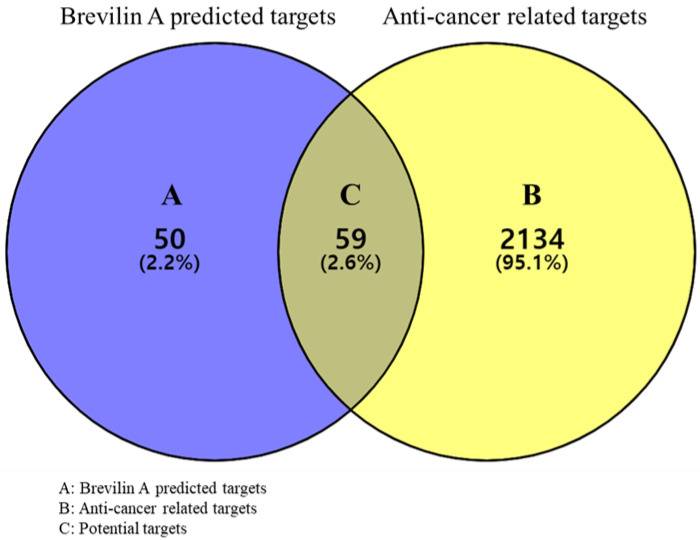 Brevilin A predicted targets
Anti-cancer related targets
A
C
B
50
59
2134
(2.2%)
(2.6%)
(95.1%)
A: Brevilin A predicted targets
B: Anti-cancer related targets
C: Potential targets